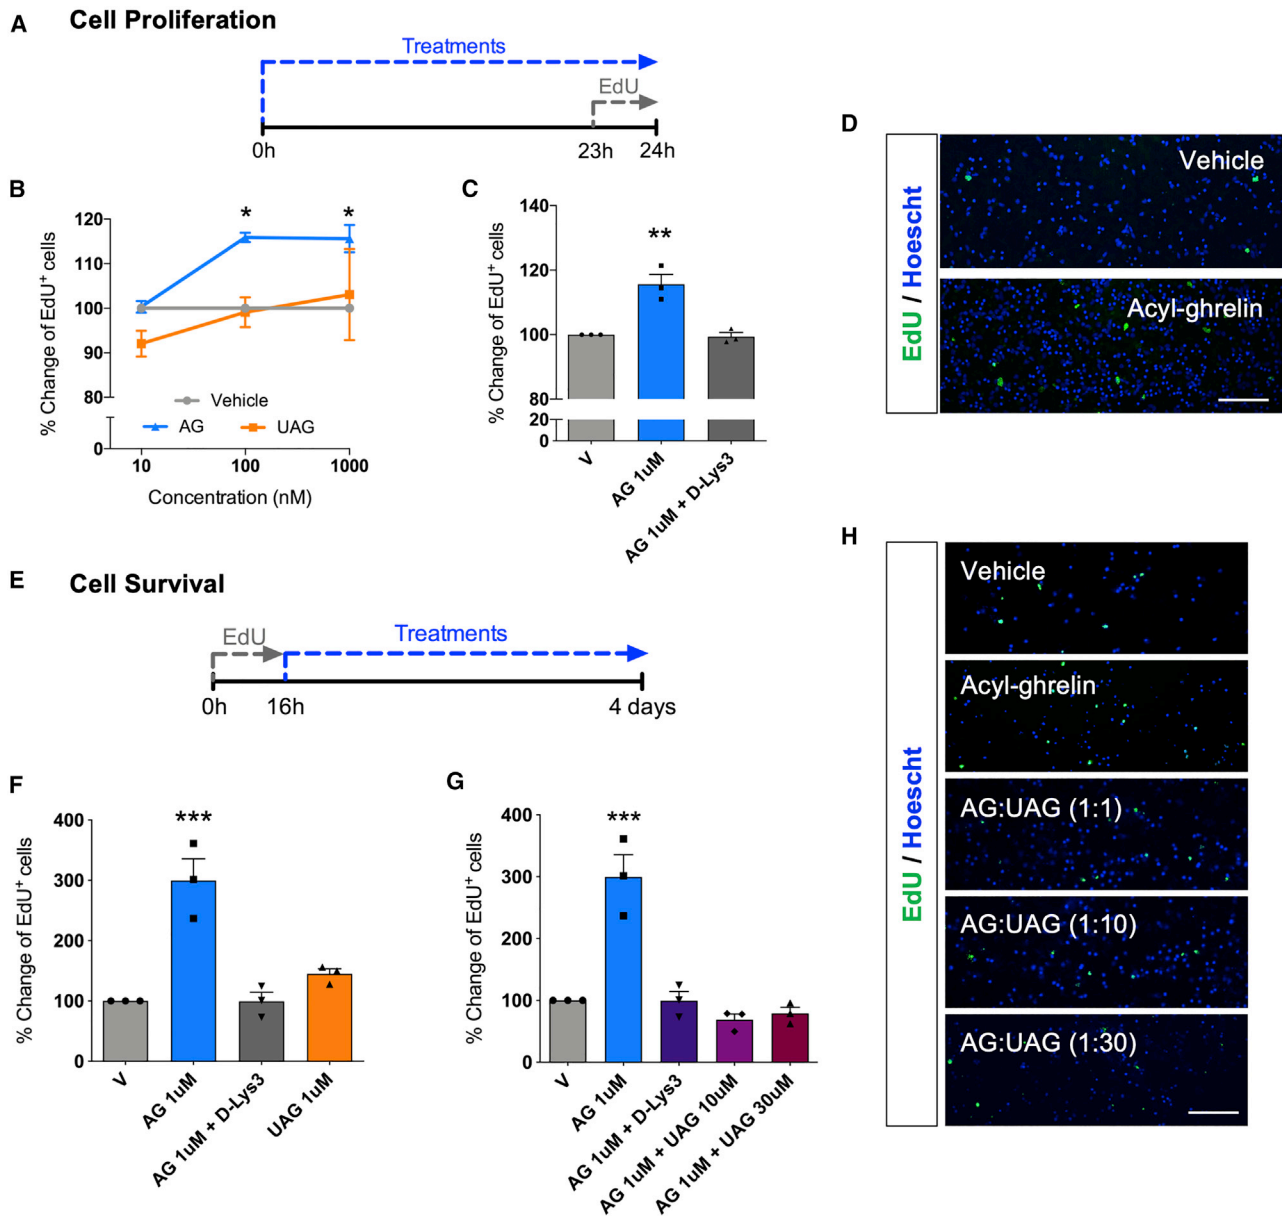 A Cell Proliferation
Treatments
EdU
0h 23h 24h
B
% Change of EdU⁺ cells
120
110
100
90
80
0
Vehicle
AG UAG
10 100 1000
Concentration (nM)
* *
C
% Change of EdU⁺ cells
140
120
100
80
20
0
**
V
AG 1uM
AG 1uM + D-Lys3
D
EdU / Hoescht
Vehicle
Acyl-ghrelin
E Cell Survival
EdU
Treatments
0h 16h 4 days
F
% Change of EdU⁺ cells
400
300
200
100
0
***
V
AG 1uM
AG 1uM + D-Lys3
UAG 1uM
G
% Change of EdU⁺ cells
400
300
200
100
0
***
V
AG 1uM
AG 1uM + D-Lys3
AG 1uM + UAG 10uM
AG 1uM + UAG 30uM
H
EdU / Hoescht
Vehicle
Acyl-ghrelin
AG:UAG (1:1)
AG:UAG (1:10)
AG:UAG (1:30)